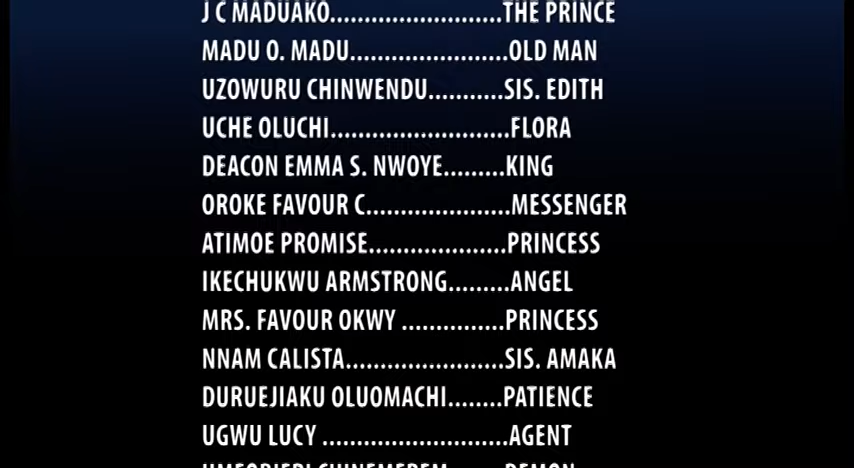 J C MADUAKO.........................THE PRINCE
MADU O. MADU.......................OLD MAN
UZOWURU CHINWENDU...........SIS. EDITH
UCHE OLUCHI..........................FLORA
DEACON EMMA S. NWOYE.........KING
OROKE FAVOUR C.....................MESSENGER
ATIMOE PROMISE....................PRINCESS
IKECHUKWU ARMSTRONG.........ANGEL
MRS. FAVOUR OKWY ...............PRINCESS
NNAM CALISTA.......................SIS. AMAKA
DURUEJIAKU OLUOMACHI........PATIENCE
UGWU LUCY ...........................AGENT
DEMON